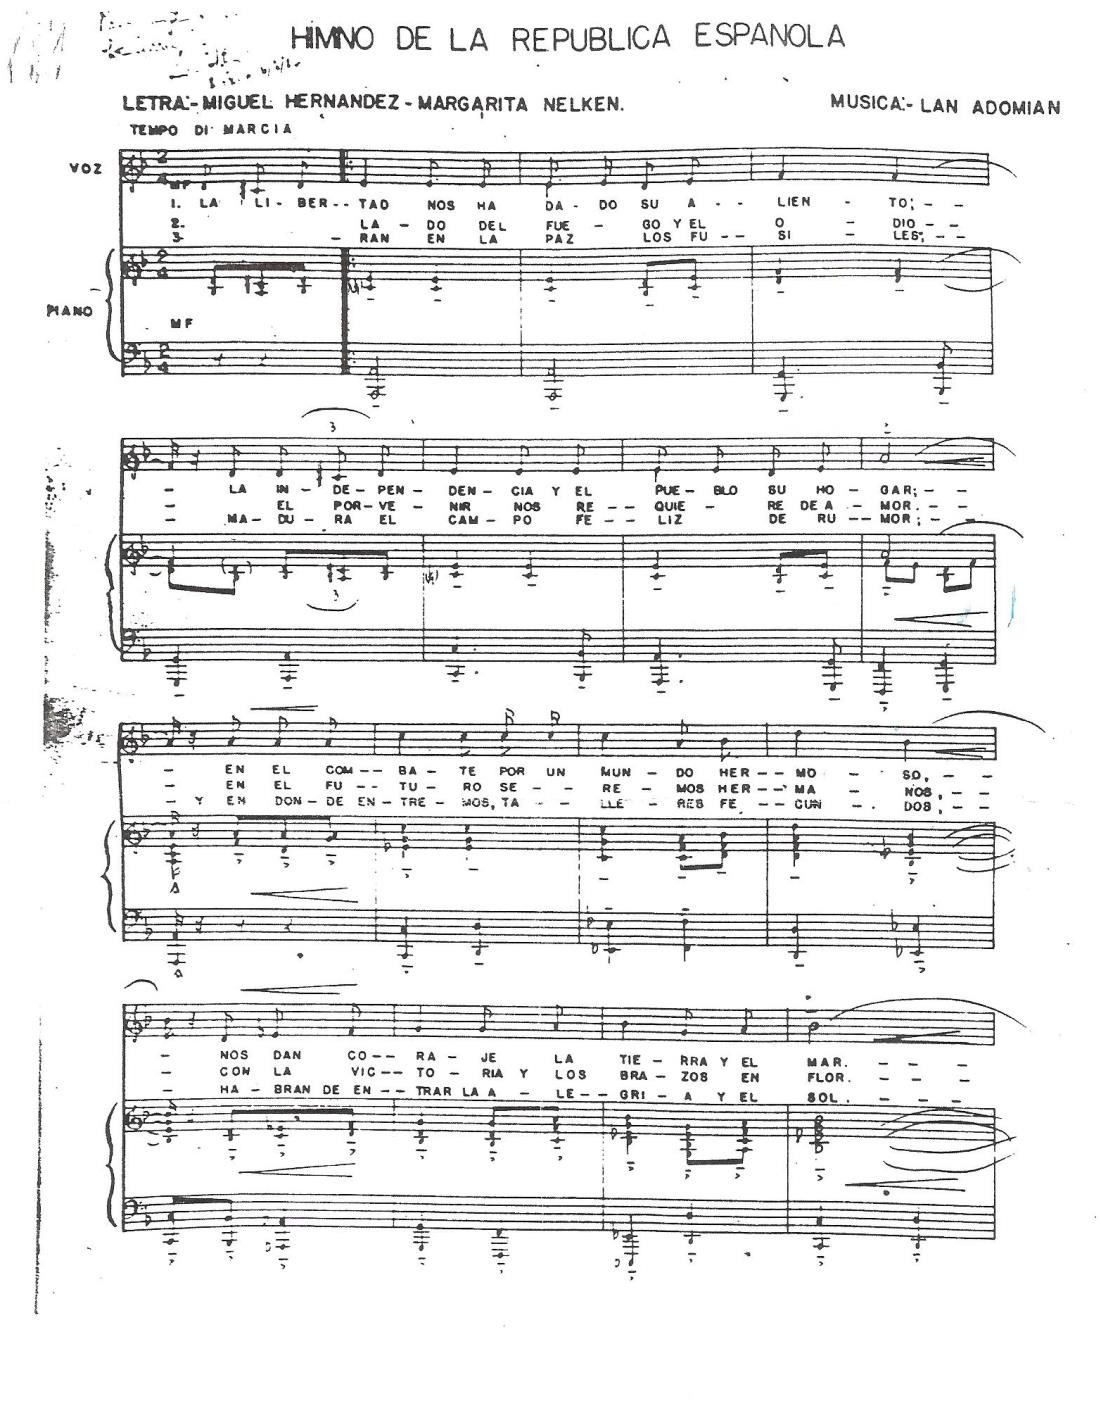 HIMNO DE LA REPUBLICA ESPANOLA
LETRA:- MIGUEL HERNANDEZ - MARGARITA NELKEN.
MUSICA:- LAN ADOMIAN
TEMPO DI MARCIA
VOZ
MF
1. LA LI - BER -- TAD NOS HA DA - DO SU A - - LIEN - TO; - -
2. LA - DO DEL FUE - GO Y EL O - DIO - -
3. - RAN EN LA PAZ LOS FU -- SI - LES; - -
PIANO
MF
3
- LA IN - DE - PEN - DEN - CIA Y EL PUE - BLO SU HO - GAR; - -
- EL POR - VE - NIR NOS RE -- QUIE - RE DE A - MOR. - -
- MA - DU - RA EL CAM - PO FE - LIZ DE RU -- MOR; - -
3
- EN EL COM -- BA - TE POR UN MUN - DO HER -- MO - SO, - -
- EN EL FU - TU - RO SE - - RE - MOS HER -- MA - NOS, - -
- Y EN DON - DE EN - TRE - MOS, TA - - LLE - RES FE -- CUN - DOS; - -
- NOS DAN CO -- RA - JE LA TIE - RRA Y EL MAR. - - -
- CON LA VIC -- TO - RIA Y LOS BRA - ZOS EN FLOR. - - -
- HA - BRAN DE EN - TRAR LA A - LE -- GRI - A Y EL SOL. - - -